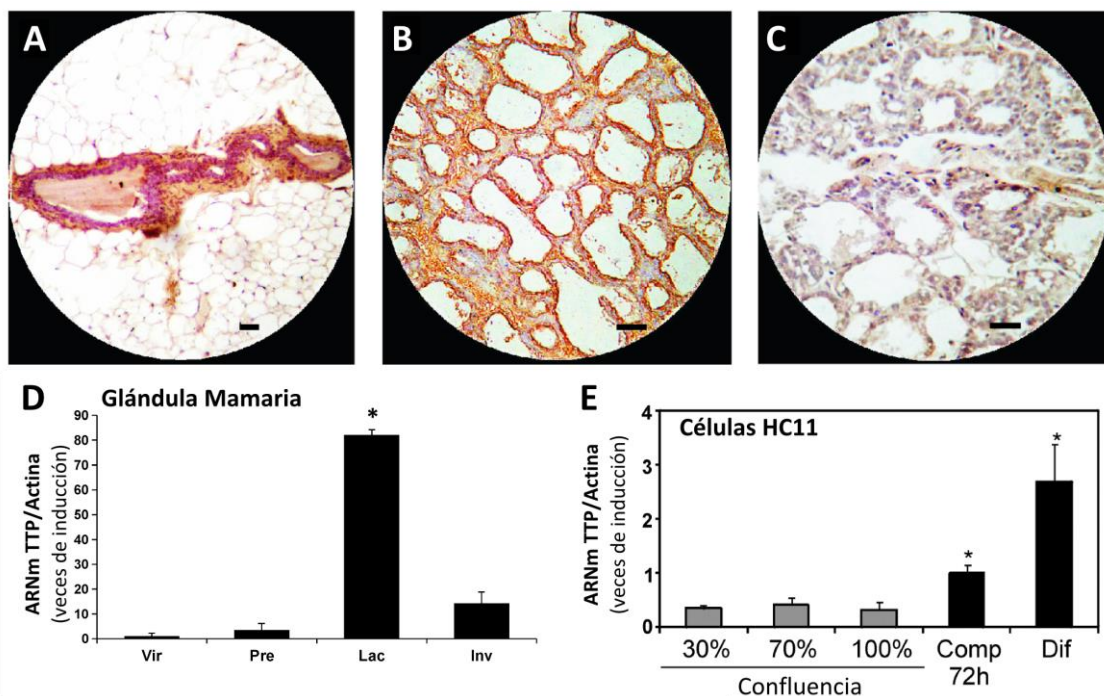 A
B
C
D
Glándula Mamaria
ARNm TTP/Actina
(veces de inducción)
90
80
70
60
50
40
30
20
10
0
*
Vir Pre Lac Inv
E
Células HC11
ARNm TTP/Actina
(veces de inducción)
4
3
2
1
0
*
*
30% 70% 100% Comp Dif
72h
Confluencia